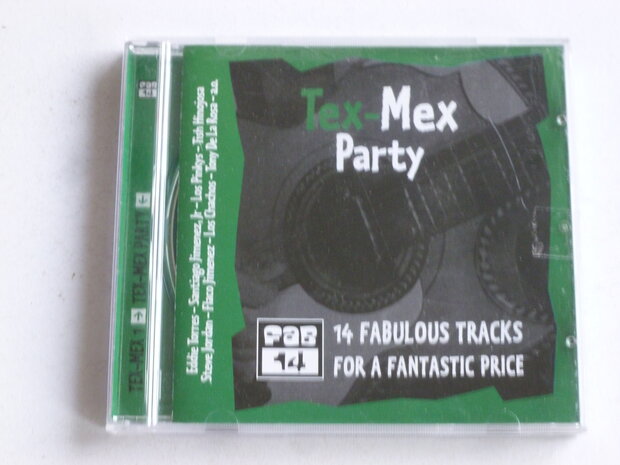 Tex-Mex
Party
Eddie Torres - Santiago Jimenez, Jr - Los Pinkys - Tish Hinojosa
Steve Jordan - Flaco Jimenez - Los Chachos - Tony De La Rosa - a.o.
FAB
14
14 FABULOUS TRACKS
FOR A FANTASTIC PRICE
TEX-MEX 1 → TEX-MEX PARTY ←